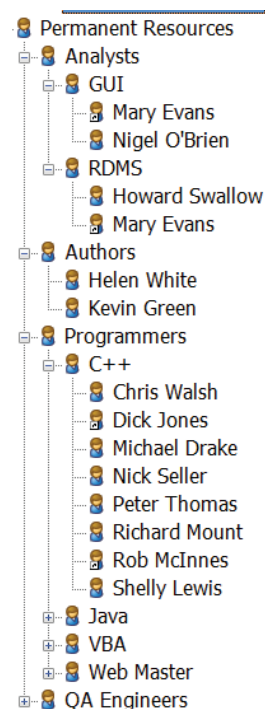 Permanent Resources
Analysts
GUI
Mary Evans
Nigel O'Brien
RDMS
Howard Swallow
Mary Evans
Authors
Helen White
Kevin Green
Programmers
C++
Chris Walsh
Dick Jones
Michael Drake
Nick Seller
Peter Thomas
Richard Mount
Rob McInnes
Shelly Lewis
Java
VBA
Web Master
QA Engineers